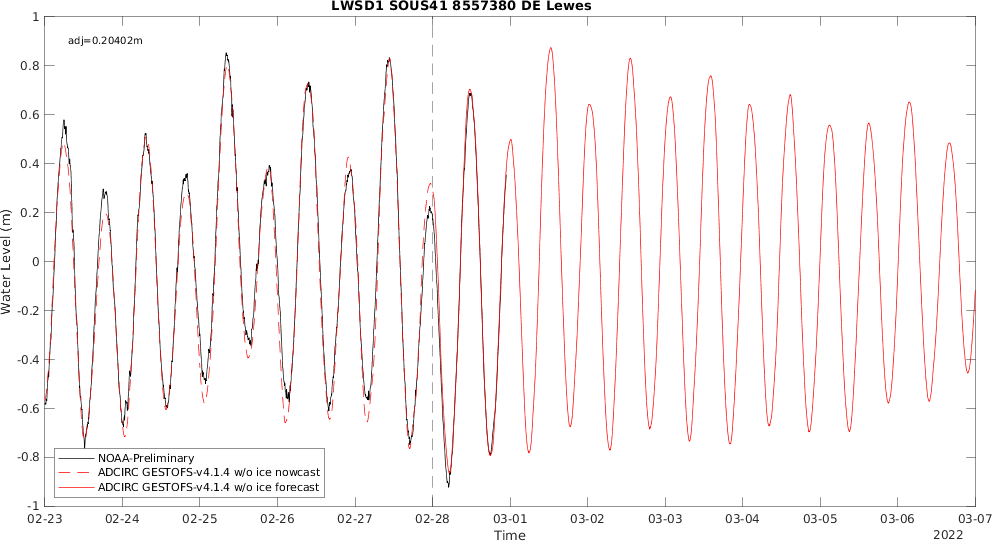 LWSD1 SOUS41 8557380 DE Lewes
adj=0.20402m
1
0.8
0.6
0.4
0.2
0
-0.2
-0.4
-0.6
-0.8
-1
Water Level (m)
NOAA-Preliminary
ADCIRC GESTOFS-v4.1.4 w/o ice nowcast
ADCIRC GESTOFS-v4.1.4 w/o ice forecast
02-23 02-24 02-25 02-26 02-27 02-28 03-01 03-02 03-03 03-04 03-05 03-06 03-07
Time
2022